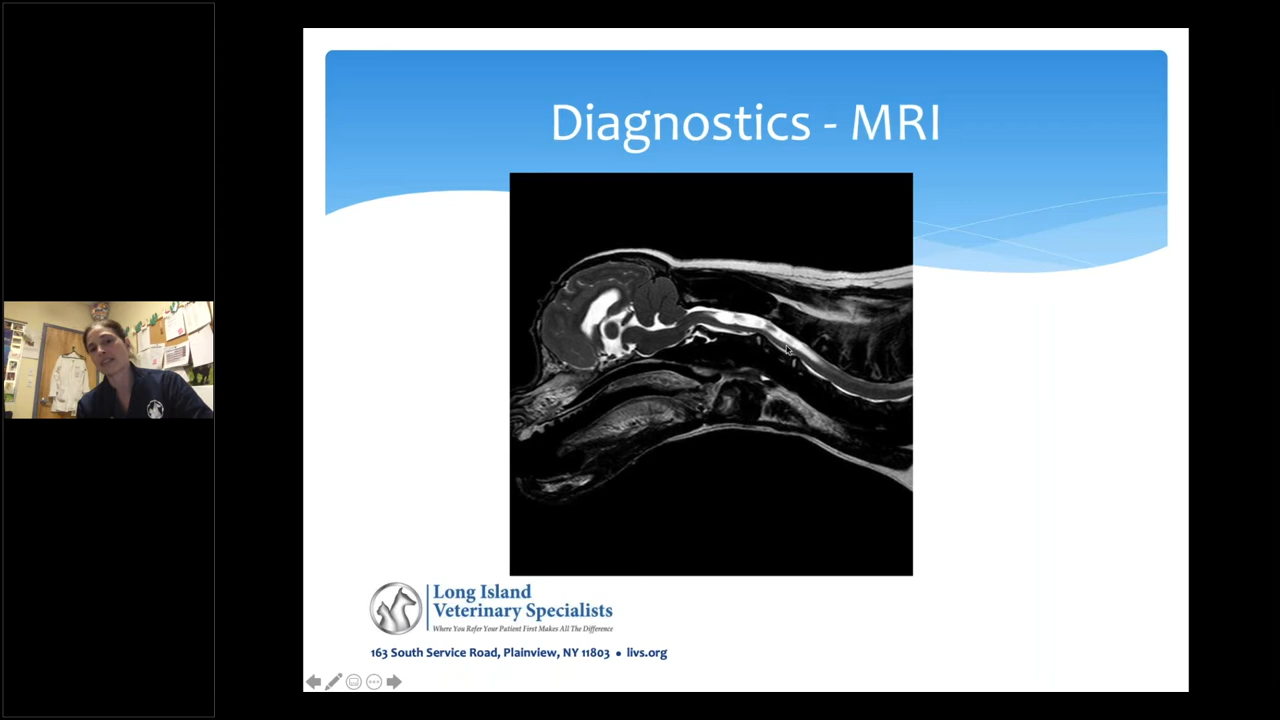 Diagnostics - MRI
Long Island
Veterinary Specialists
Where You Refer Your Patient First Makes All The Difference
163 South Service Road, Plainview, NY 11803 • livs.org